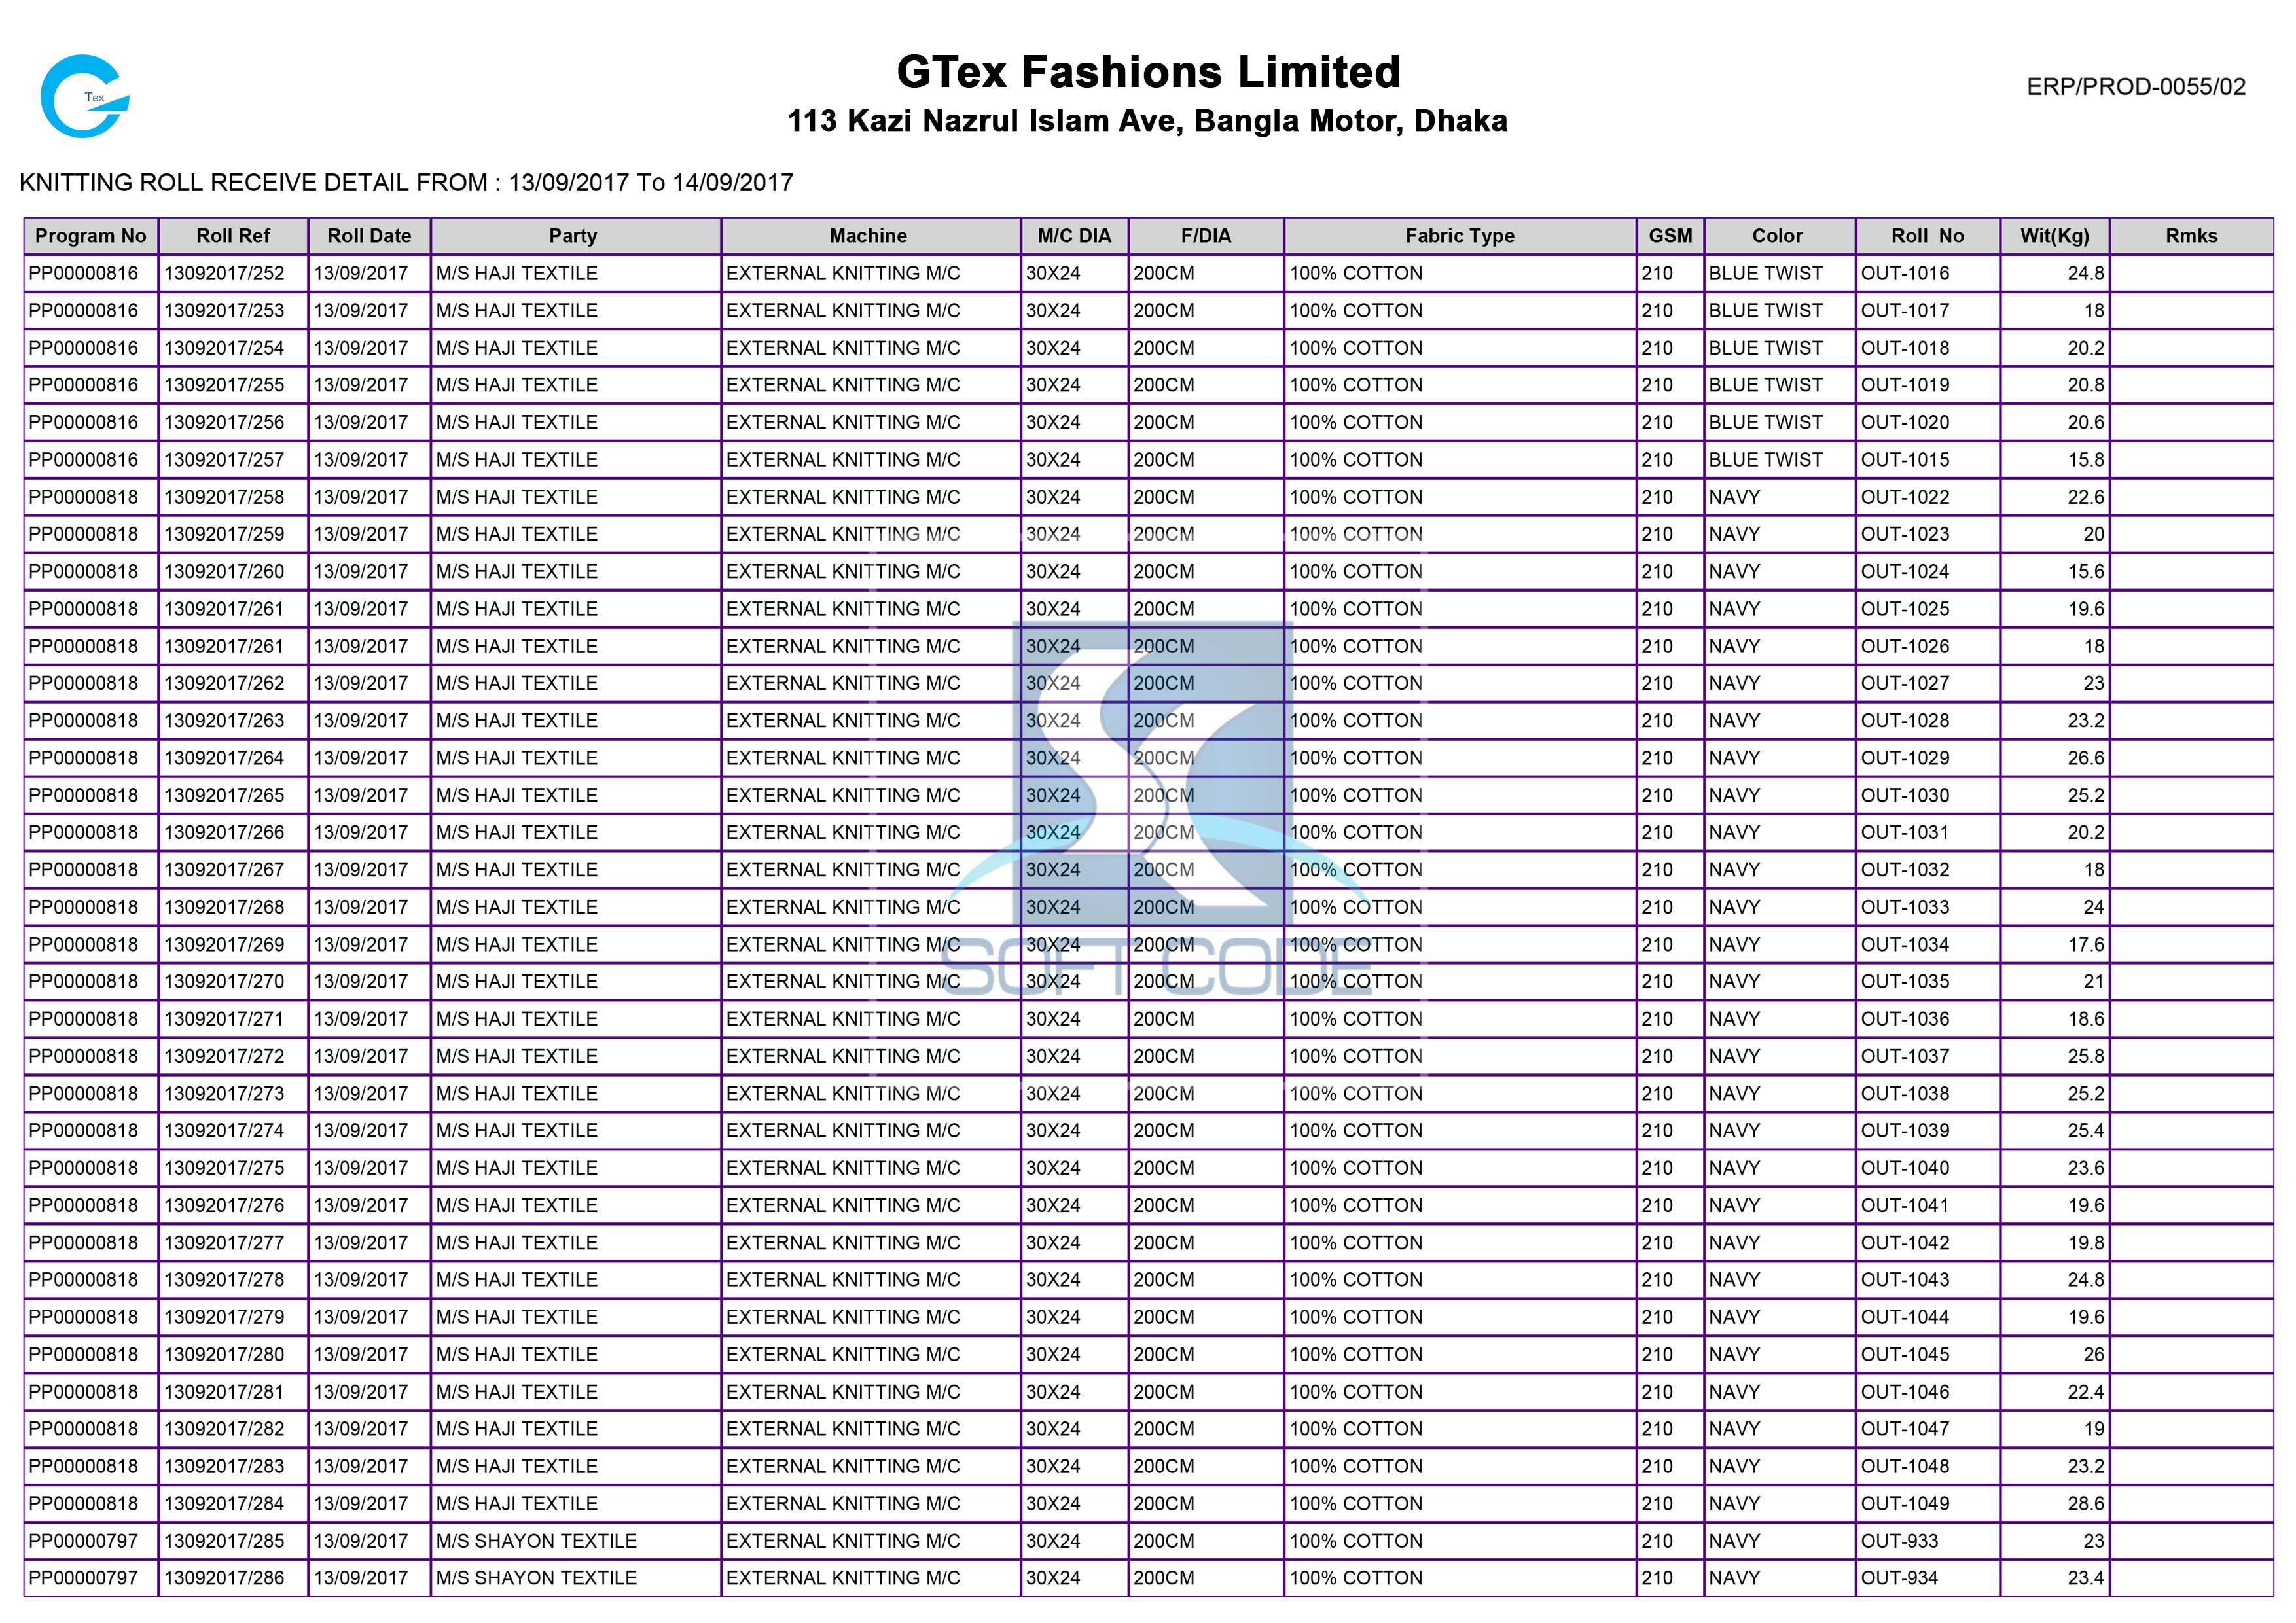 Tex
GTex Fashions Limited
ERP/PROD-0055/02
113 Kazi Nazrul Islam Ave, Bangla Motor, Dhaka
KNITTING ROLL RECEIVE DETAIL FROM : 13/09/2017 To 14/09/2017
Program No Roll Ref Roll Date Party Machine M/C DIA F/DIA Fabric Type GSM Color Roll No Wit(Kg) Rmks
PP00000816 13092017/252 13/09/2017 M/S HAJI TEXTILE EXTERNAL KNITTING M/C 30X24 200CM 100% COTTON 210 BLUE TWIST OUT-1016 24.8
PP00000816 13092017/253 13/09/2017 M/S HAJI TEXTILE EXTERNAL KNITTING M/C 30X24 200CM 100% COTTON 210 BLUE TWIST OUT-1017 18
PP00000816 13092017/254 13/09/2017 M/S HAJI TEXTILE EXTERNAL KNITTING M/C 30X24 200CM 100% COTTON 210 BLUE TWIST OUT-1018 20.2
PP00000816 13092017/255 13/09/2017 M/S HAJI TEXTILE EXTERNAL KNITTING M/C 30X24 200CM 100% COTTON 210 BLUE TWIST OUT-1019 20.8
PP00000816 13092017/256 13/09/2017 M/S HAJI TEXTILE EXTERNAL KNITTING M/C 30X24 200CM 100% COTTON 210 BLUE TWIST OUT-1020 20.6
PP00000816 13092017/257 13/09/2017 M/S HAJI TEXTILE EXTERNAL KNITTING M/C 30X24 200CM 100% COTTON 210 BLUE TWIST OUT-1015 15.8
PP00000818 13092017/258 13/09/2017 M/S HAJI TEXTILE EXTERNAL KNITTING M/C 30X24 200CM 100% COTTON 210 NAVY OUT-1022 22.6
PP00000818 13092017/259 13/09/2017 M/S HAJI TEXTILE EXTERNAL KNITTING M/C 30X24 200CM 100% COTTON 210 NAVY OUT-1023 20
PP00000818 13092017/260 13/09/2017 M/S HAJI TEXTILE EXTERNAL KNITTING M/C 30X24 200CM 100% COTTON 210 NAVY OUT-1024 15.6
PP00000818 13092017/261 13/09/2017 M/S HAJI TEXTILE EXTERNAL KNITTING M/C 30X24 200CM 100% COTTON 210 NAVY OUT-1025 19.6
PP00000818 13092017/261 13/09/2017 M/S HAJI TEXTILE EXTERNAL KNITTING M/C 30X24 200CM 100% COTTON 210 NAVY OUT-1026 18
PP00000818 13092017/262 13/09/2017 M/S HAJI TEXTILE EXTERNAL KNITTING M/C 30X24 200CM 100% COTTON 210 NAVY OUT-1027 23
PP00000818 13092017/263 13/09/2017 M/S HAJI TEXTILE EXTERNAL KNITTING M/C 30X24 200CM 100% COTTON 210 NAVY OUT-1028 23.2
PP00000818 13092017/264 13/09/2017 M/S HAJI TEXTILE EXTERNAL KNITTING M/C 30X24 200CM 100% COTTON 210 NAVY OUT-1029 26.6
PP00000818 13092017/265 13/09/2017 M/S HAJI TEXTILE EXTERNAL KNITTING M/C 30X24 200CM 100% COTTON 210 NAVY OUT-1030 25.2
PP00000818 13092017/266 13/09/2017 M/S HAJI TEXTILE EXTERNAL KNITTING M/C 30X24 200CM 100% COTTON 210 NAVY OUT-1031 20.2
PP00000818 13092017/267 13/09/2017 M/S HAJI TEXTILE EXTERNAL KNITTING M/C 30X24 200CM 100% COTTON 210 NAVY OUT-1032 18
PP00000818 13092017/268 13/09/2017 M/S HAJI TEXTILE EXTERNAL KNITTING M/C 30X24 200CM 100% COTTON 210 NAVY OUT-1033 24
PP00000818 13092017/269 13/09/2017 M/S HAJI TEXTILE EXTERNAL KNITTING M/C 30X24 200CM 100% COTTON 210 NAVY OUT-1034 17.6
SOFT CODE
PP00000818 13092017/270 13/09/2017 M/S HAJI TEXTILE EXTERNAL KNITTING M/C 30X24 200CM 100% COTTON 210 NAVY OUT-1035 21
PP00000818 13092017/271 13/09/2017 M/S HAJI TEXTILE EXTERNAL KNITTING M/C 30X24 200CM 100% COTTON 210 NAVY OUT-1036 18.6
PP00000818 13092017/272 13/09/2017 M/S HAJI TEXTILE EXTERNAL KNITTING M/C 30X24 200CM 100% COTTON 210 NAVY OUT-1037 25.8
PP00000818 13092017/273 13/09/2017 M/S HAJI TEXTILE EXTERNAL KNITTING M/C 30X24 200CM 100% COTTON 210 NAVY OUT-1038 25.2
PP00000818 13092017/274 13/09/2017 M/S HAJI TEXTILE EXTERNAL KNITTING M/C 30X24 200CM 100% COTTON 210 NAVY OUT-1039 25.4
PP00000818 13092017/275 13/09/2017 M/S HAJI TEXTILE EXTERNAL KNITTING M/C 30X24 200CM 100% COTTON 210 NAVY OUT-1040 23.6
PP00000818 13092017/276 13/09/2017 M/S HAJI TEXTILE EXTERNAL KNITTING M/C 30X24 200CM 100% COTTON 210 NAVY OUT-1041 19.6
PP00000818 13092017/277 13/09/2017 M/S HAJI TEXTILE EXTERNAL KNITTING M/C 30X24 200CM 100% COTTON 210 NAVY OUT-1042 19.8
PP00000818 13092017/278 13/09/2017 M/S HAJI TEXTILE EXTERNAL KNITTING M/C 30X24 200CM 100% COTTON 210 NAVY OUT-1043 24.8
PP00000818 13092017/279 13/09/2017 M/S HAJI TEXTILE EXTERNAL KNITTING M/C 30X24 200CM 100% COTTON 210 NAVY OUT-1044 19.6
PP00000818 13092017/280 13/09/2017 M/S HAJI TEXTILE EXTERNAL KNITTING M/C 30X24 200CM 100% COTTON 210 NAVY OUT-1045 26
PP00000818 13092017/281 13/09/2017 M/S HAJI TEXTILE EXTERNAL KNITTING M/C 30X24 200CM 100% COTTON 210 NAVY OUT-1046 22.4
PP00000818 13092017/282 13/09/2017 M/S HAJI TEXTILE EXTERNAL KNITTING M/C 30X24 200CM 100% COTTON 210 NAVY OUT-1047 19
PP00000818 13092017/283 13/09/2017 M/S HAJI TEXTILE EXTERNAL KNITTING M/C 30X24 200CM 100% COTTON 210 NAVY OUT-1048 23.2
PP00000818 13092017/284 13/09/2017 M/S HAJI TEXTILE EXTERNAL KNITTING M/C 30X24 200CM 100% COTTON 210 NAVY OUT-1049 28.6
PP00000797 13092017/285 13/09/2017 M/S SHAYON TEXTILE EXTERNAL KNITTING M/C 30X24 200CM 100% COTTON 210 NAVY OUT-933 23
PP00000797 13092017/286 13/09/2017 M/S SHAYON TEXTILE EXTERNAL KNITTING M/C 30X24 200CM 100% COTTON 210 NAVY OUT-934 23.4